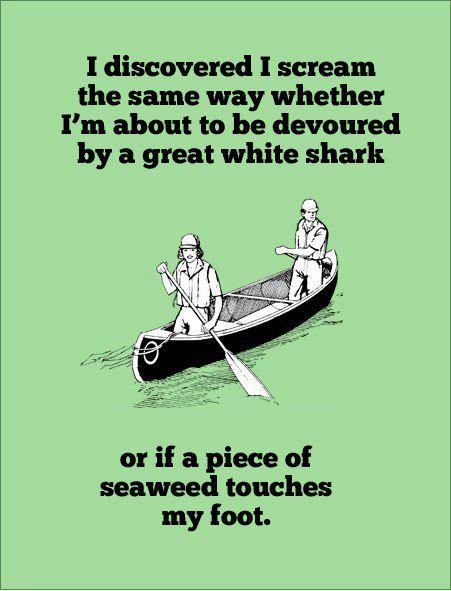 I discovered I scream
the same way whether
I'm about to be devoured
by a great white shark
or if a piece of
seaweed touches
my foot.